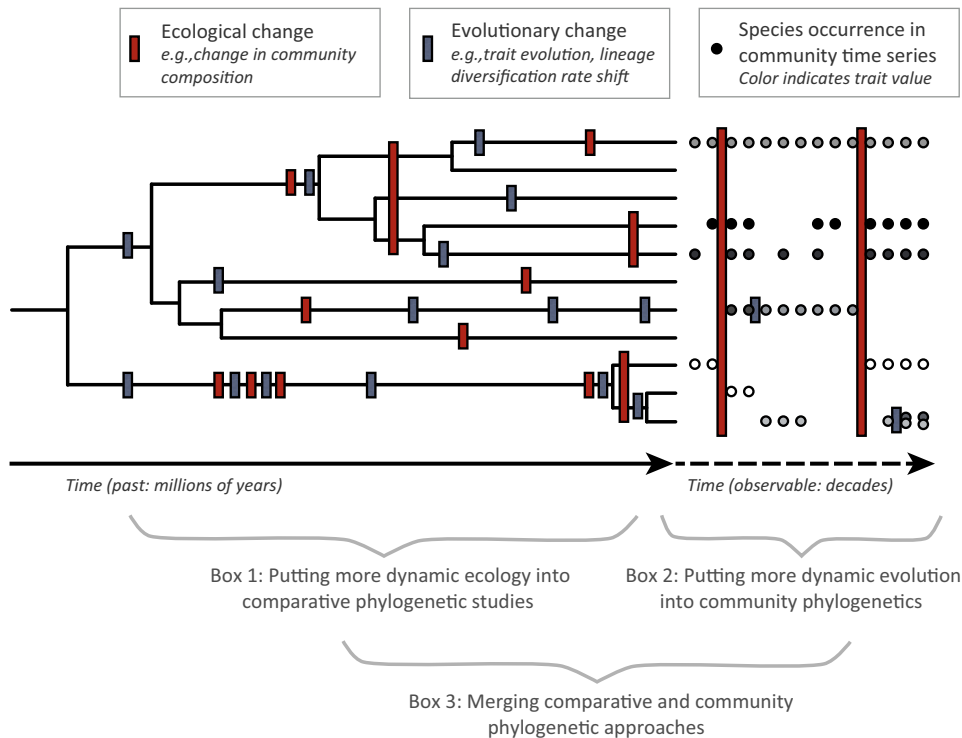 Ecological change
e.g.,change in community
composition
Evolutionary change
e.g.,trait evolution, lineage
diversification rate shift
Species occurrence in
community time series
Color indicates trait value
Time (past: millions of years)
Time (observable: decades)
Box 1: Putting more dynamic ecology into
comparative phylogenetic studies
Box 2: Putting more dynamic evolution
into community phylogenetics
Box 3: Merging comparative and community
phylogenetic approaches